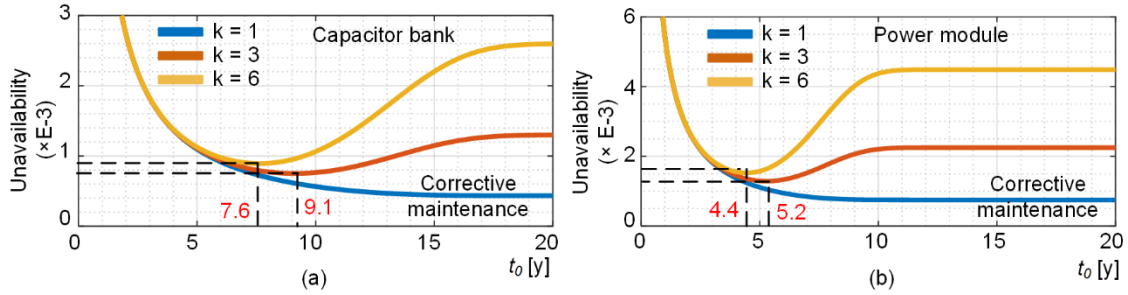 Unavailability
(×E-3)
3
2
1
0
k = 1
k = 3
k = 6
Capacitor bank
Corrective
maintenance
7.6
9.1
0
5
10
15
20
t0 [y]
(a)
Unavailability
(× E-3)
6
4
2
0
k = 1
k = 3
k = 6
Power module
Corrective
maintenance
4.4
5.2
0
5
10
15
20
t0 [y]
(b)